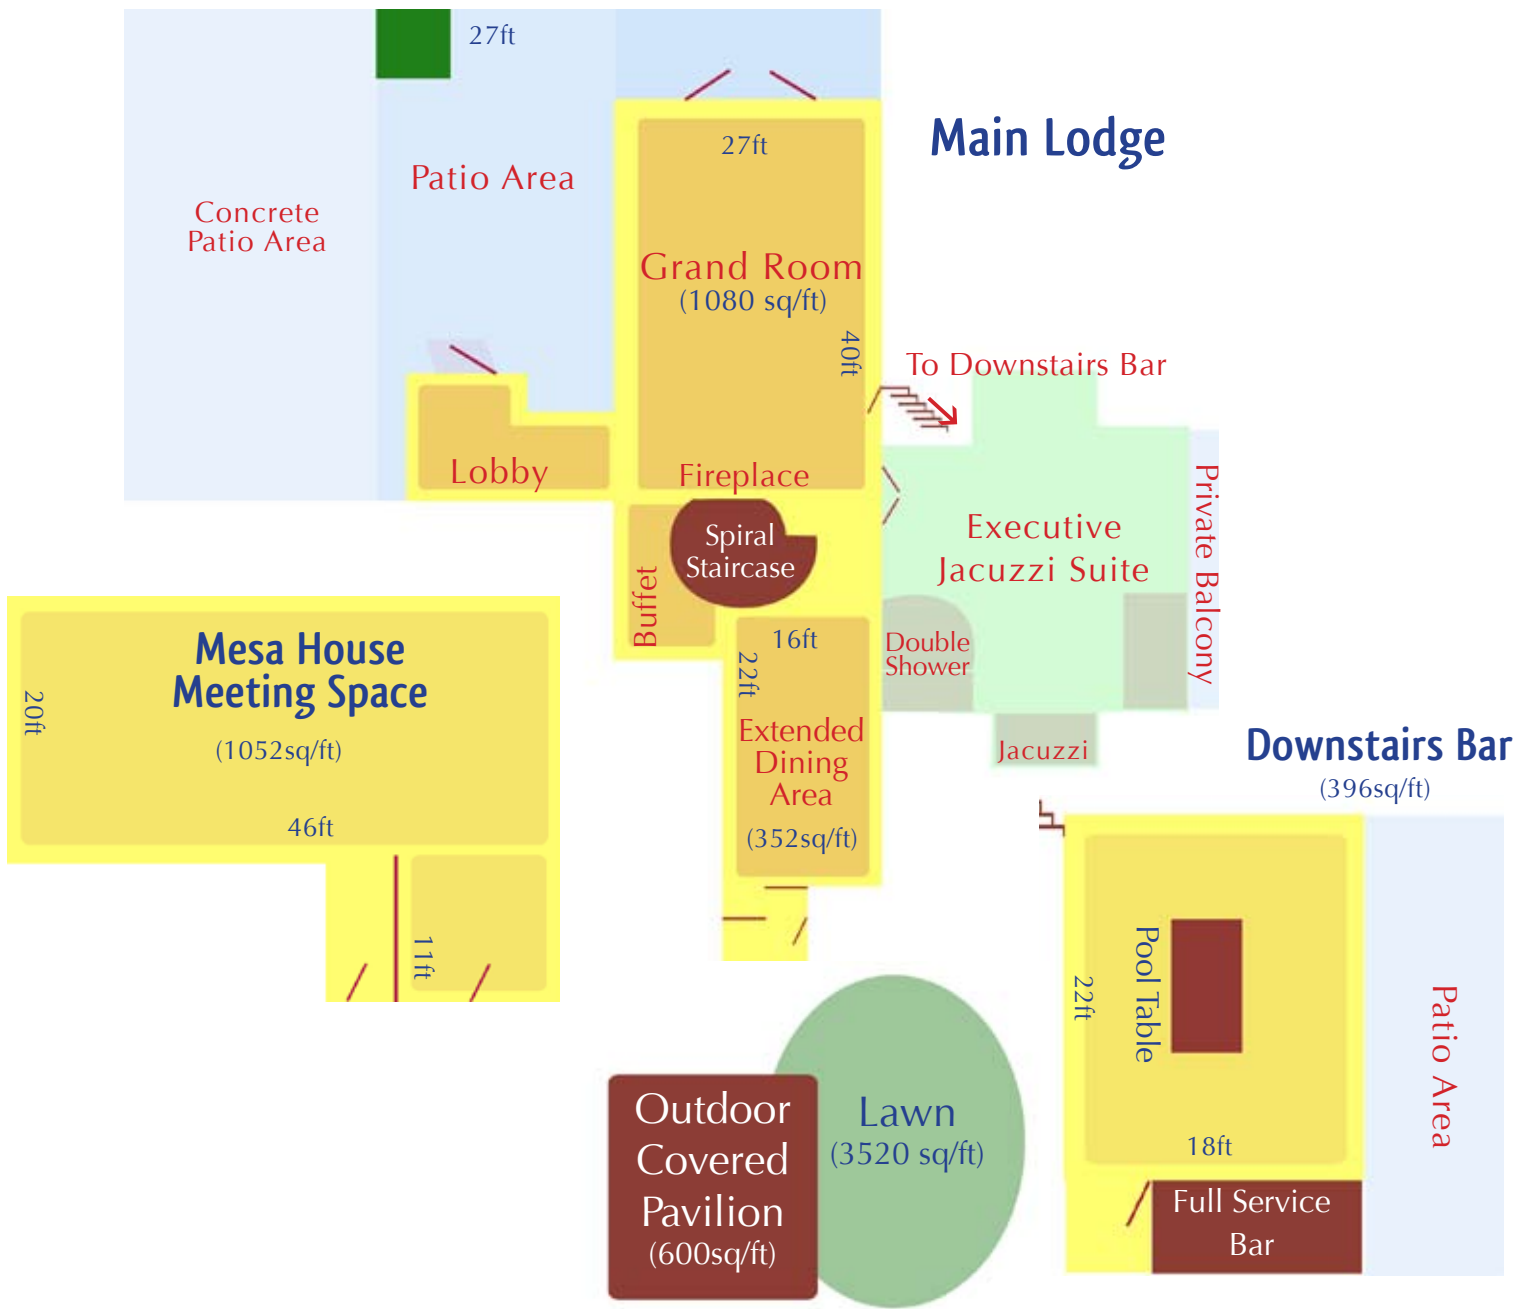 27ft
Main Lodge
27ft
Patio Area
Concrete
Patio Area
Grand Room
(1080 sq/ft)
40ft
To Downstairs Bar
Lobby
Fireplace
Spiral
Staircase
Buffet
Executive
Jacuzzi Suite
Private Balcony
Double
Shower
Jacuzzi
16ft
22ft
Extended
Dining
Area
(352sq/ft)
Mesa House
Meeting Space
(1052sq/ft)
20ft
46ft
11ft
Downstairs Bar
(396sq/ft)
Pool Table
22ft
18ft
Patio Area
Full Service
Bar
Outdoor
Covered
Pavilion
(600sq/ft)
Lawn
(3520 sq/ft)